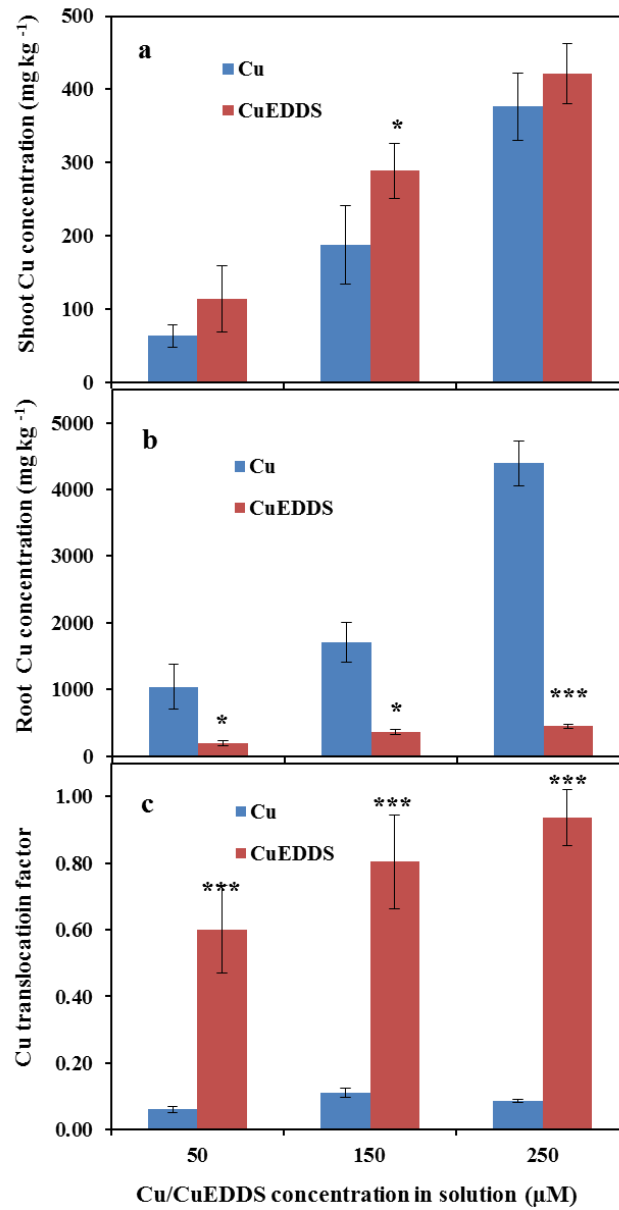 500
400
300
200
100
0
Shoot Cu concentration (mg kg -1)
a
Cu
CuEDDS
*
5000
4000
3000
2000
1000
0
Root Cu concentration (mg kg -1)
b
Cu
CuEDDS
*
*
***
1.00
0.80
0.60
0.40
0.20
0.00
Cu translocatioin factor
c
Cu
CuEDDS
***
***
***
50 150 250
Cu/CuEDDS concentration in solution (μM)